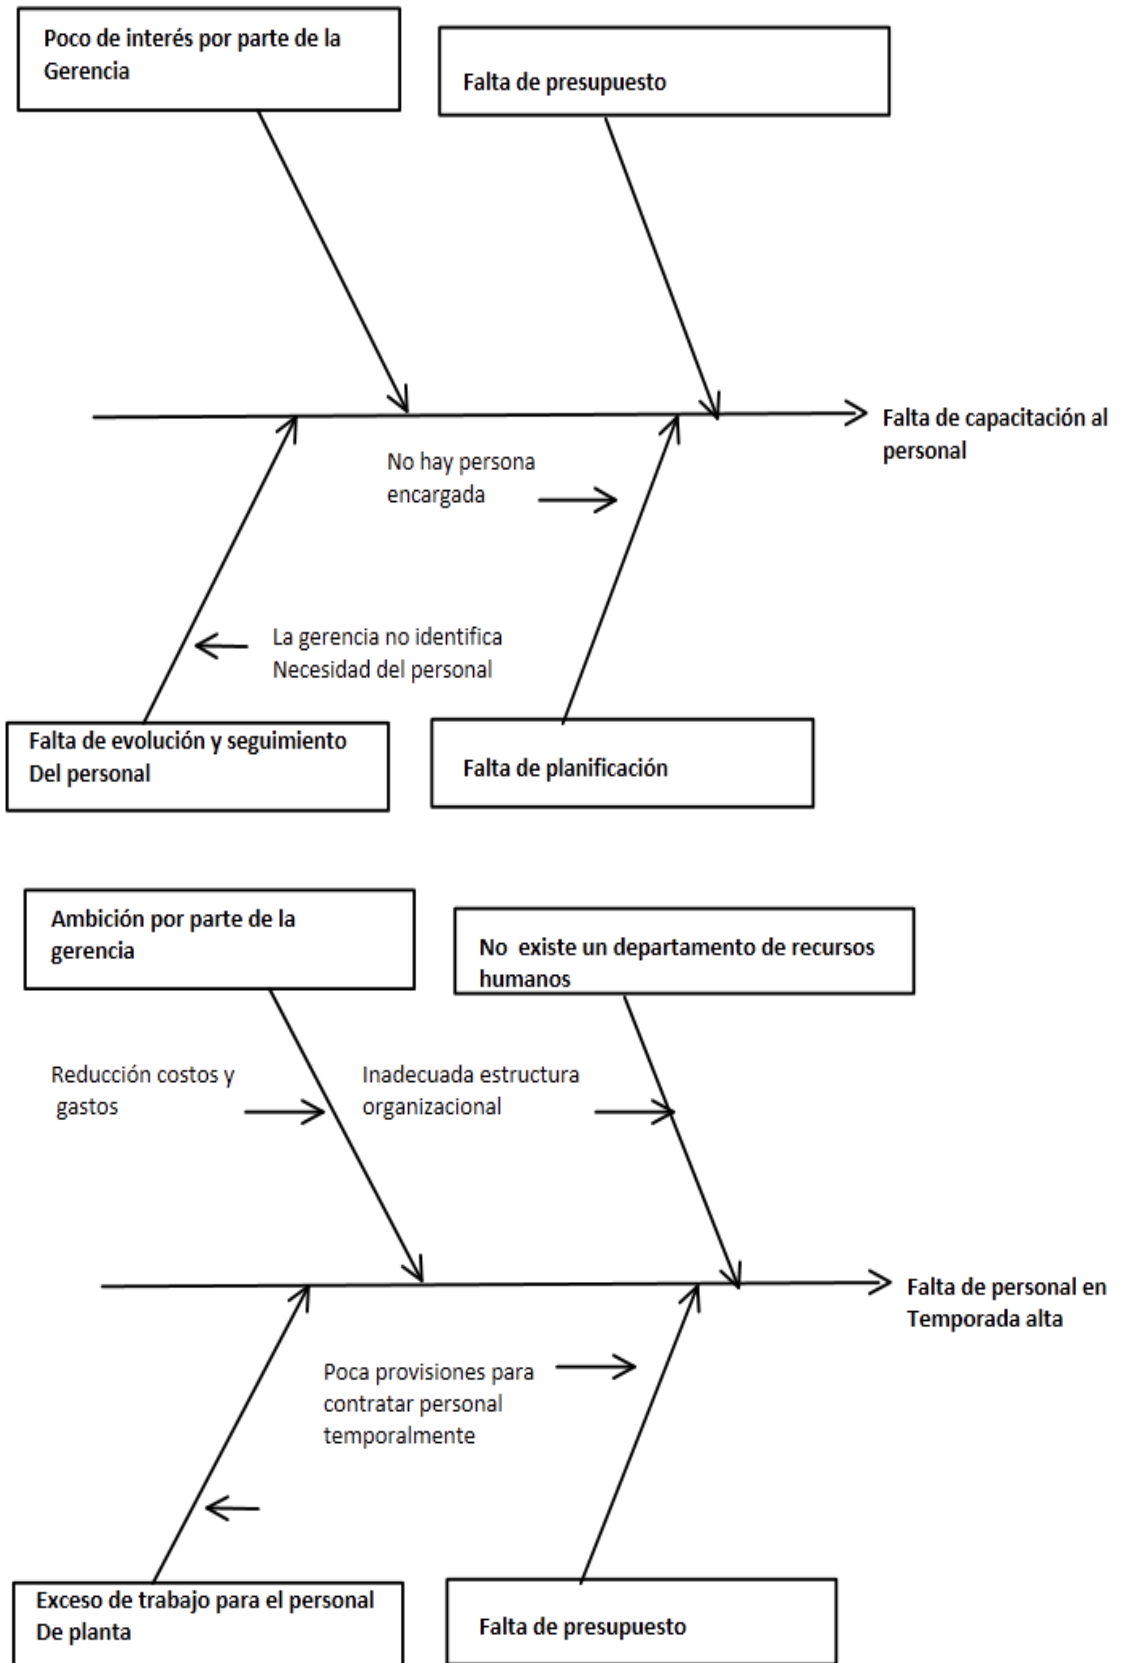 Poco de interés por parte de la
Gerencia
Falta de presupuesto
Falta de capacitación al
personal
No hay persona
encargada
La gerencia no identifica
Necesidad del personal
Falta de evolución y seguimiento
Del personal
Falta de planificación
Ambición por parte de la
gerencia
No existe un departamento de recursos
humanos
Reducción costos y
gastos
Inadecuada estructura
organizacional
Falta de personal en
Temporada alta
Poca provisiones para
contratar personal
temporalmente
Exceso de trabajo para el personal
De planta
Falta de presupuesto